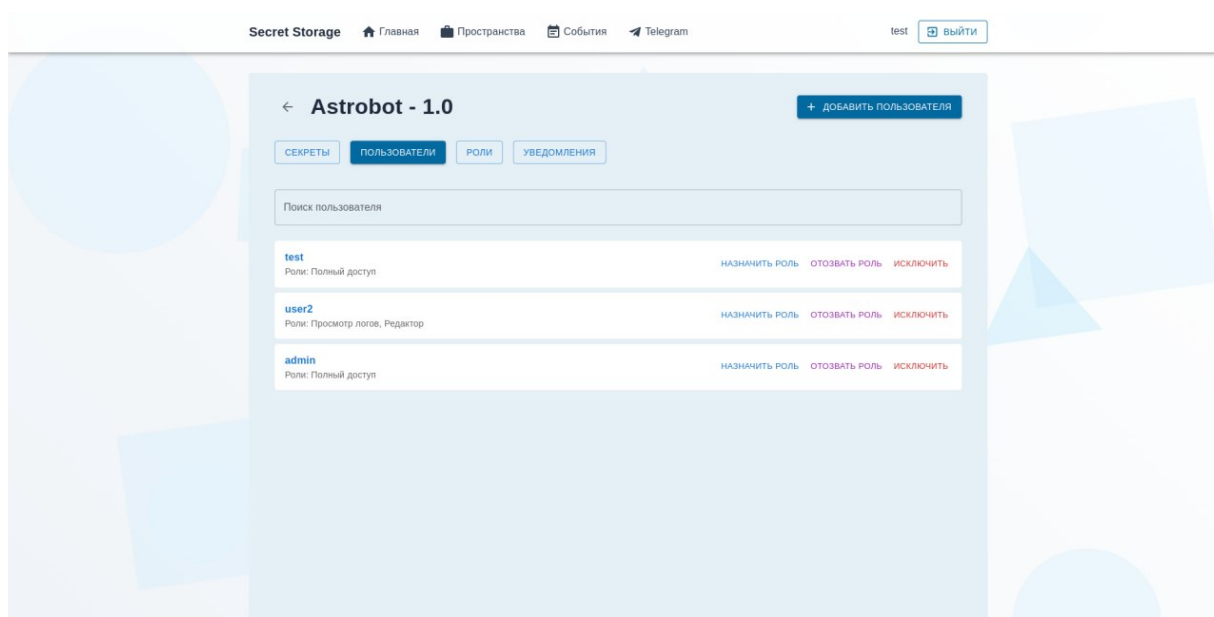 Secret Storage Главная Пространства События Telegram test ВЫЙТИ
← Astrobot - 1.0 + ДОБАВИТЬ ПОЛЬЗОВАТЕЛЯ
СЕКРЕТЫ ПОЛЬЗОВАТЕЛИ РОЛИ УВЕДОМЛЕНИЯ
Поиск пользователя
test
Роли: Полный доступ
НАЗНАЧИТЬ РОЛЬ ОТОЗВАТЬ РОЛЬ ИСКЛЮЧИТЬ
user2
Роли: Просмотр логов, Редактор
НАЗНАЧИТЬ РОЛЬ ОТОЗВАТЬ РОЛЬ ИСКЛЮЧИТЬ
admin
Роли: Полный доступ
НАЗНАЧИТЬ РОЛЬ ОТОЗВАТЬ РОЛЬ ИСКЛЮЧИТЬ